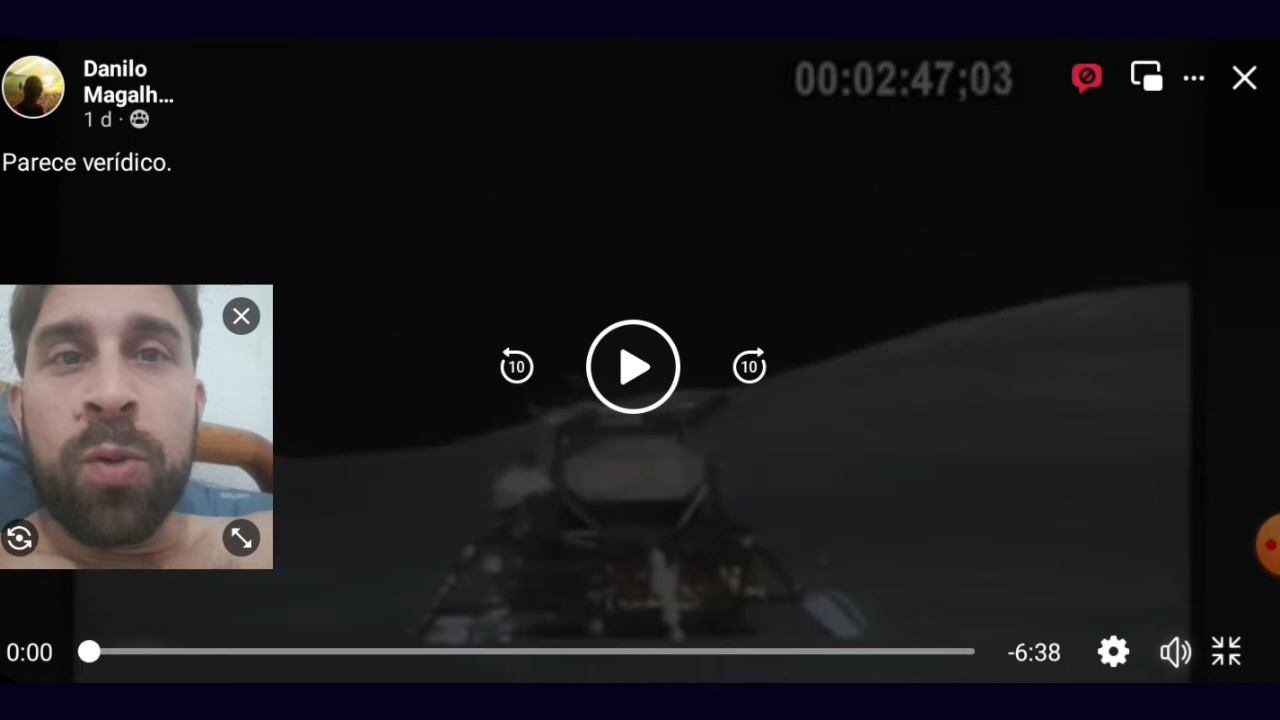 Danilo
Magalh...
1 d ·
00:02:47;03
Parece verídico.
10
10
0:00
-6:38